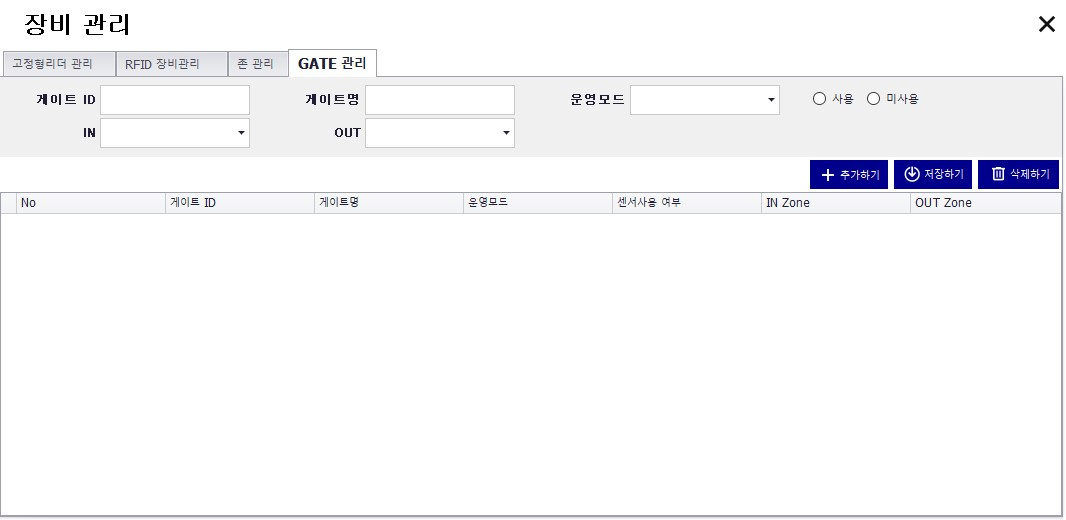 장비 관리
고정형리더 관리 RFID 장비관리 존 관리 GATE 관리
게이트 ID 게이트명 운영모드 사용 미사용
IN OUT
추가하기 저장하기 삭제하기
No 게이트 ID 게이트명 운영모드 센서사용 여부 IN Zone OUT Zone